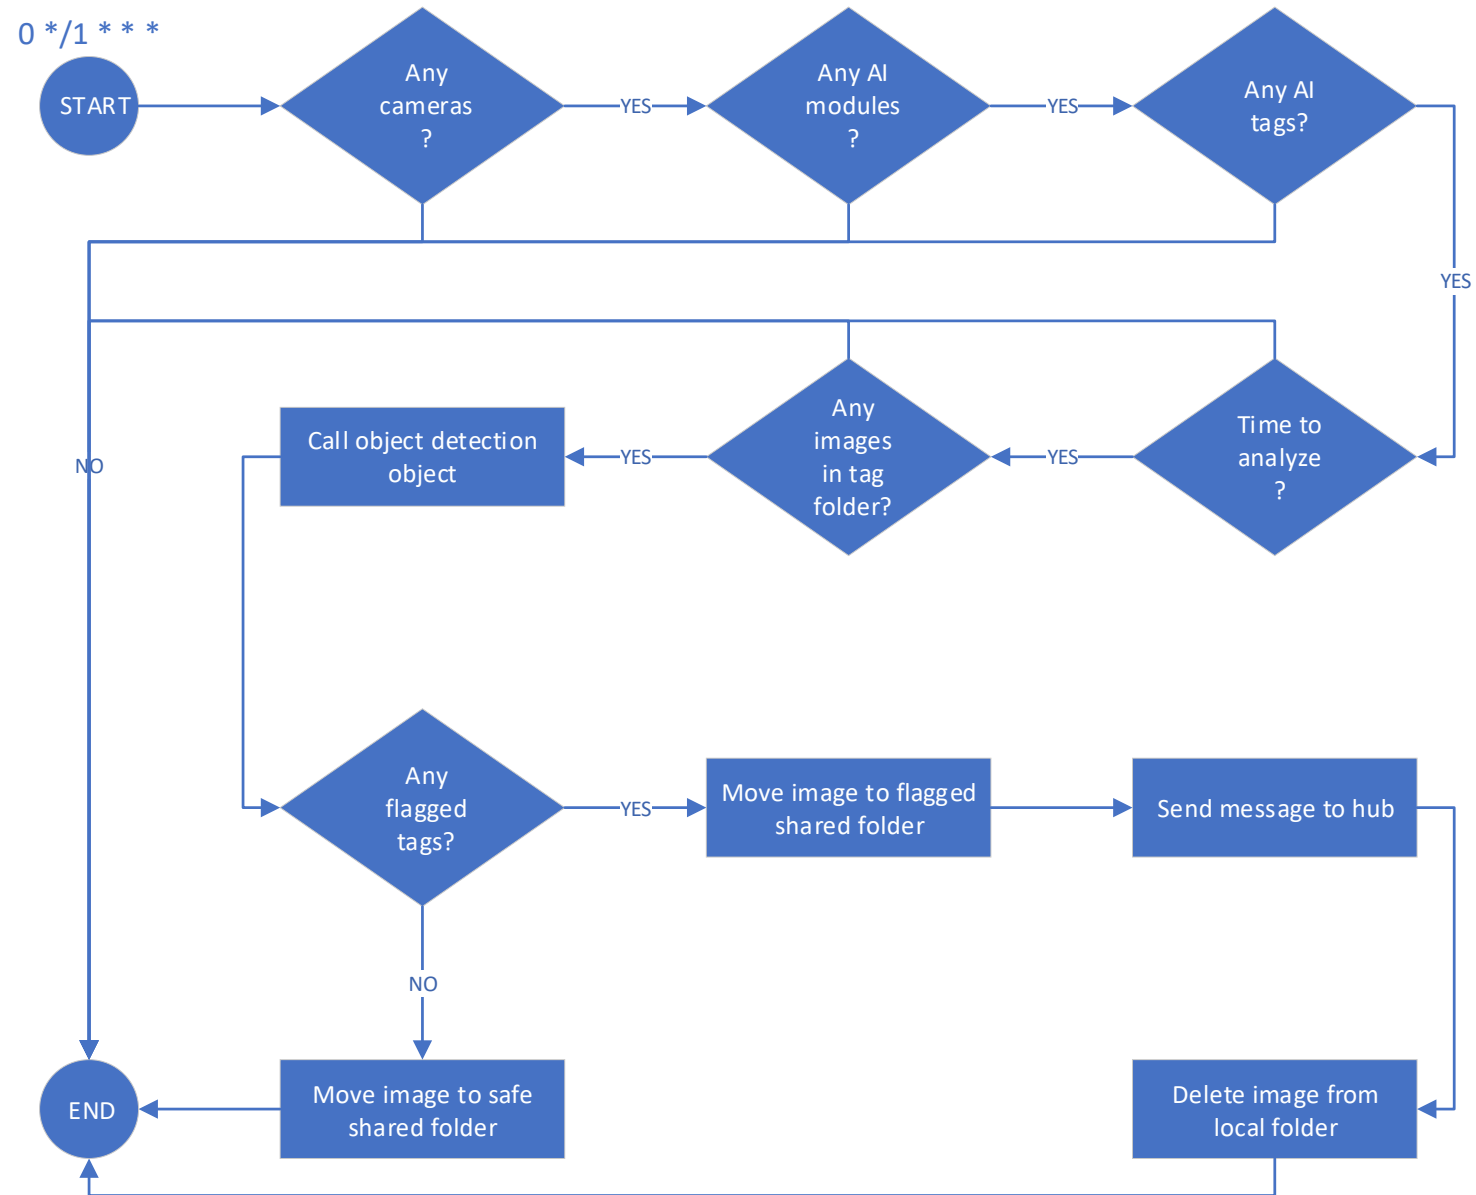 0 */1 * * *
START
Any
cameras
?
YES
Any AI
modules
?
YES
Any AI
tags?
YES
Time to
analyze
?
YES
Any
images
in tag
folder?
YES
Call object detection
object
NO
Any
flagged
tags?
YES
Move image to flagged
shared folder
Send message to hub
NO
Move image to safe
shared folder
END
Delete image from
local folder